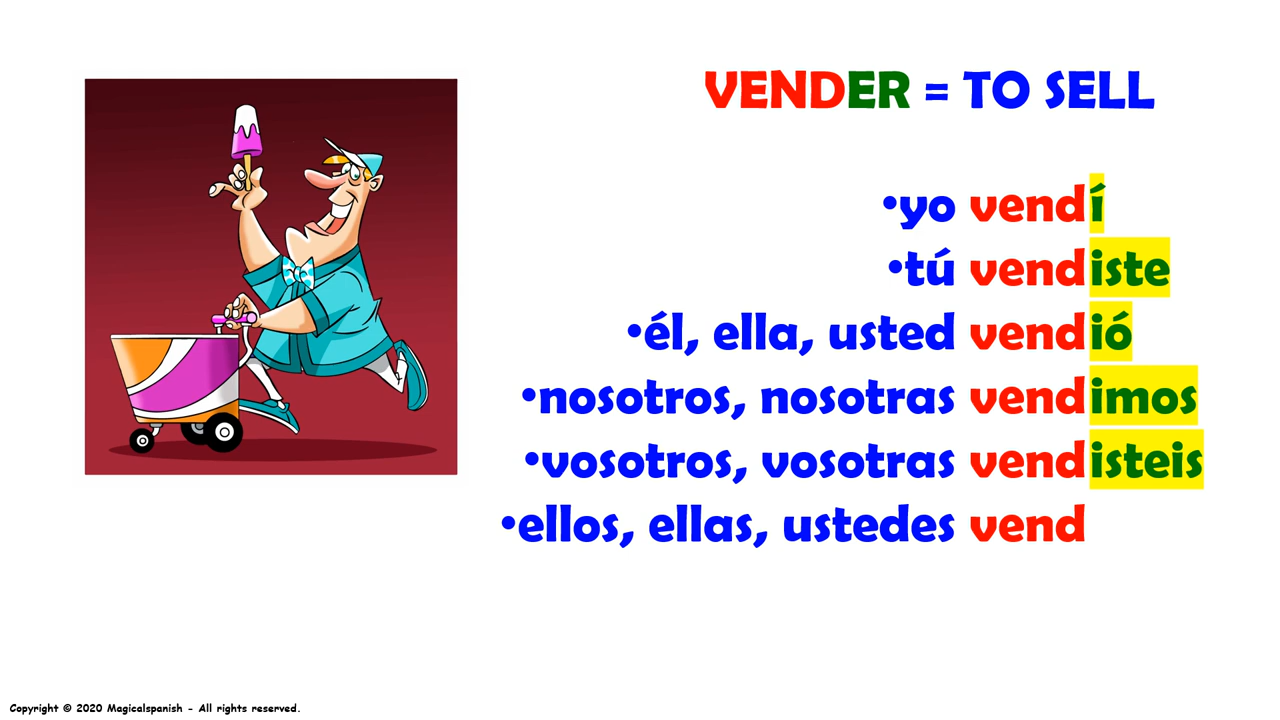 VENDER = TO SELL
•yo vendí
•tú vendiste
•él, ella, usted vendió
•nosotros, nosotras vendimos
•vosotros, vosotras vendisteis
•ellos, ellas, ustedes vend
Copyright © 2020 Magicalspanish - All rights reserved.